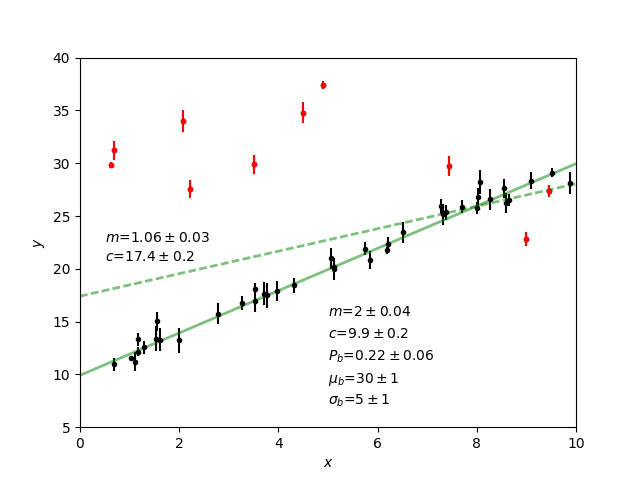 40
35
30
25
20
15
10
5
y
m=1.06 ± 0.03
c=17.4 ± 0.2
m=2 ± 0.04
c=9.9 ± 0.2
P_b=0.22 ± 0.06
μ_b=30 ± 1
σ_b=5 ± 1
0 2 4 6 8 10
x